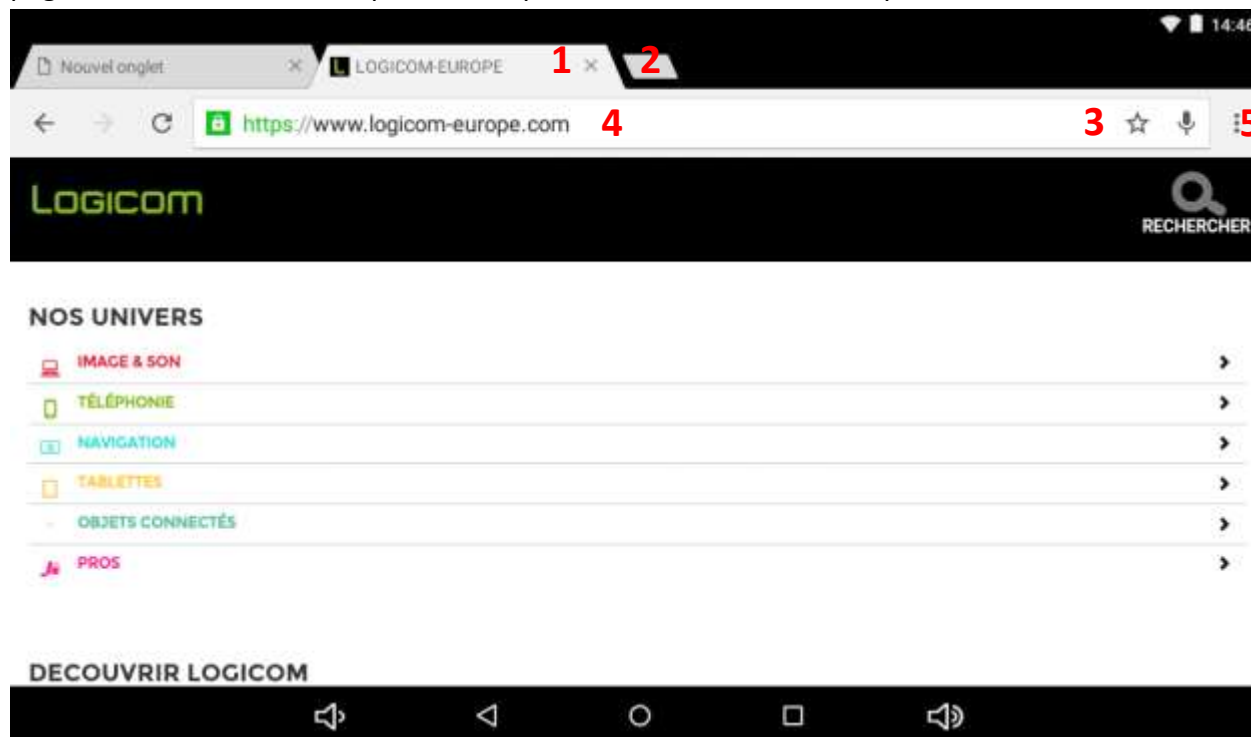 14:46
Nouvel onglet LOGICOM-EUROPE 1 2
https://www.logicom-europe.com 4 3 5
LOGICOM
RECHERCHER
NOS UNIVERS
IMAGE & SON
TÉLÉPHONIE
NAVIGATION
TABLETTES
OBJETS CONNECTÉS
PROS
DECOUVRIR LOGICOM